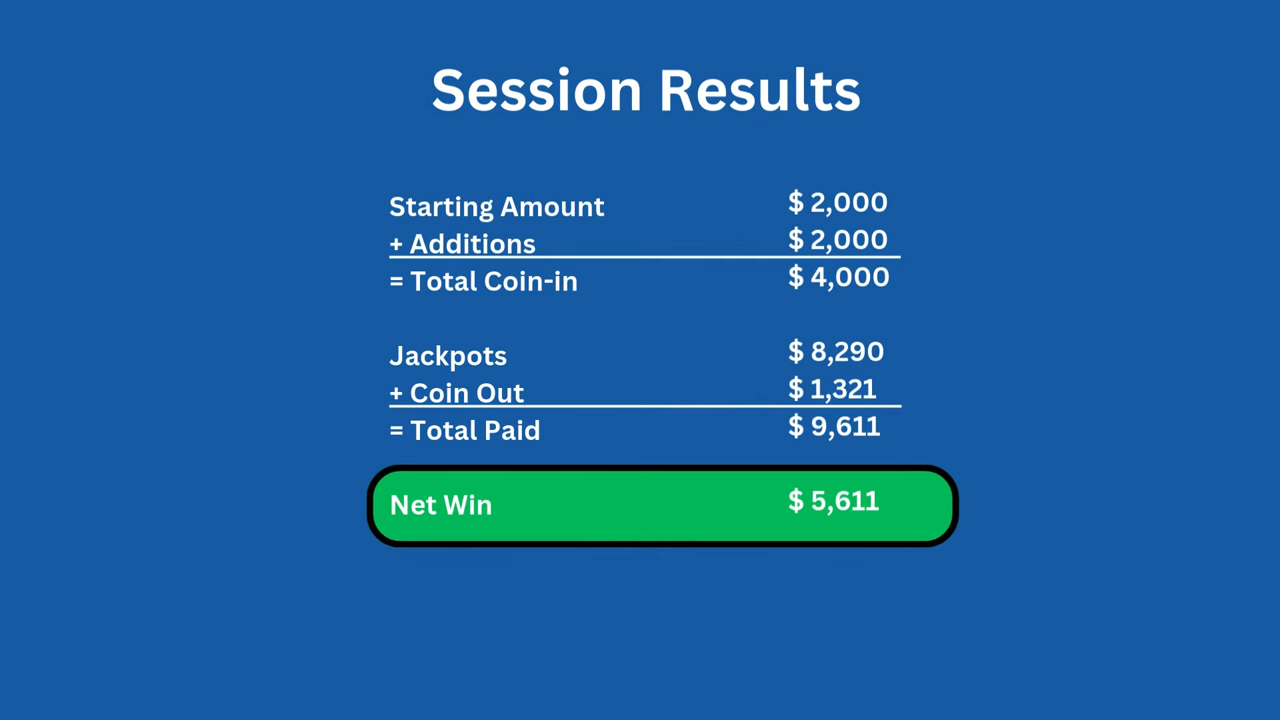 Session Results
Starting Amount $ 2,000
+ Additions $ 2,000
= Total Coin-in $ 4,000
Jackpots $ 8,290
+ Coin Out $ 1,321
= Total Paid $ 9,611
Net Win $ 5,611